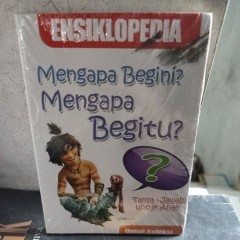 ENSIKLOPEDIA
Mengapa Begini?
Mengapa
Begitu?
?
Tanya Jawab
untuk Anak